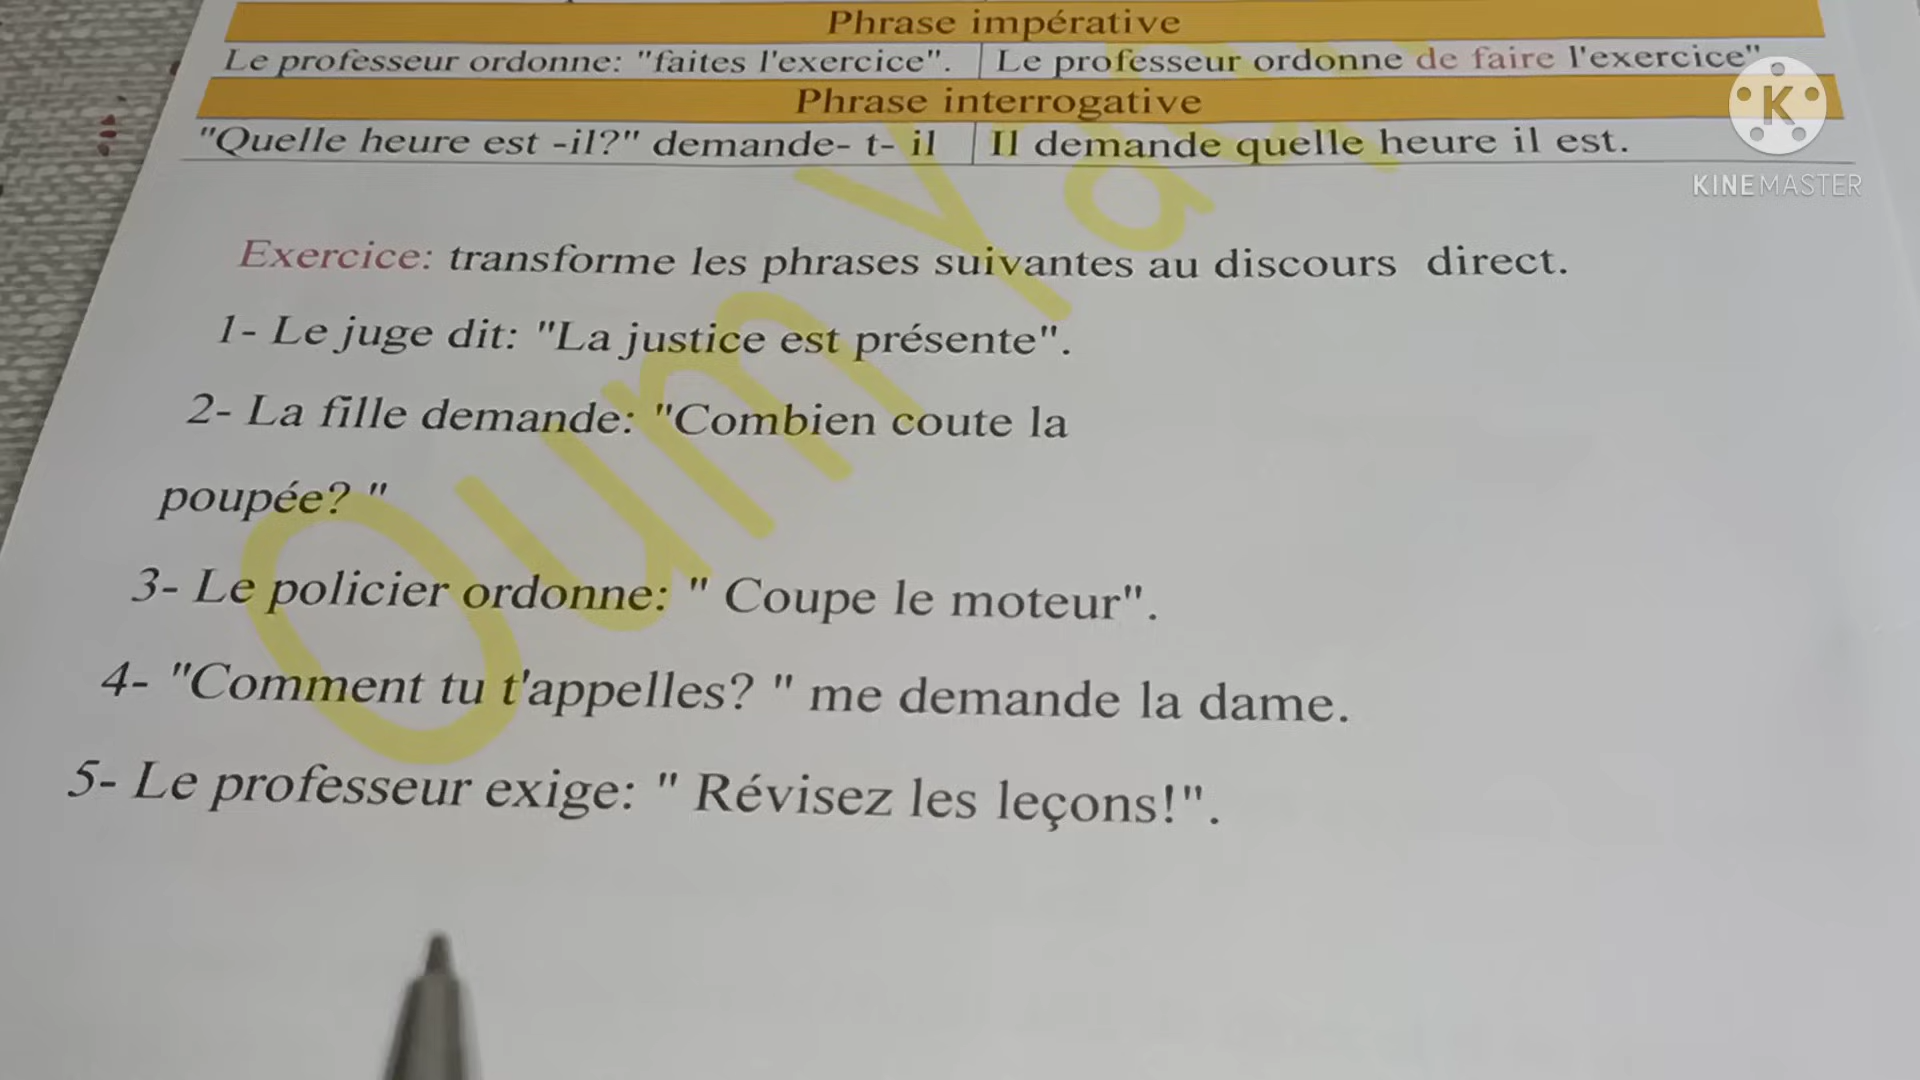 Phrase impérative
Le professeur ordonne: "faites l'exercice". Le professeur ordonne de faire l'exercice"
Phrase interrogative
"Quelle heure est -il?" demande- t- il Il demande quelle heure il est.
K
KINEMASTER
Exercice: transforme les phrases suivantes au discours direct.
1- Le juge dit: "La justice est présente".
2- La fille demande: "Combien coute la
poupée? "
3- Le policier ordonne: " Coupe le moteur".
4- "Comment tu t'appelles? " me demande la dame.
5- Le professeur exige: " Révisez les leçons!".
Oum